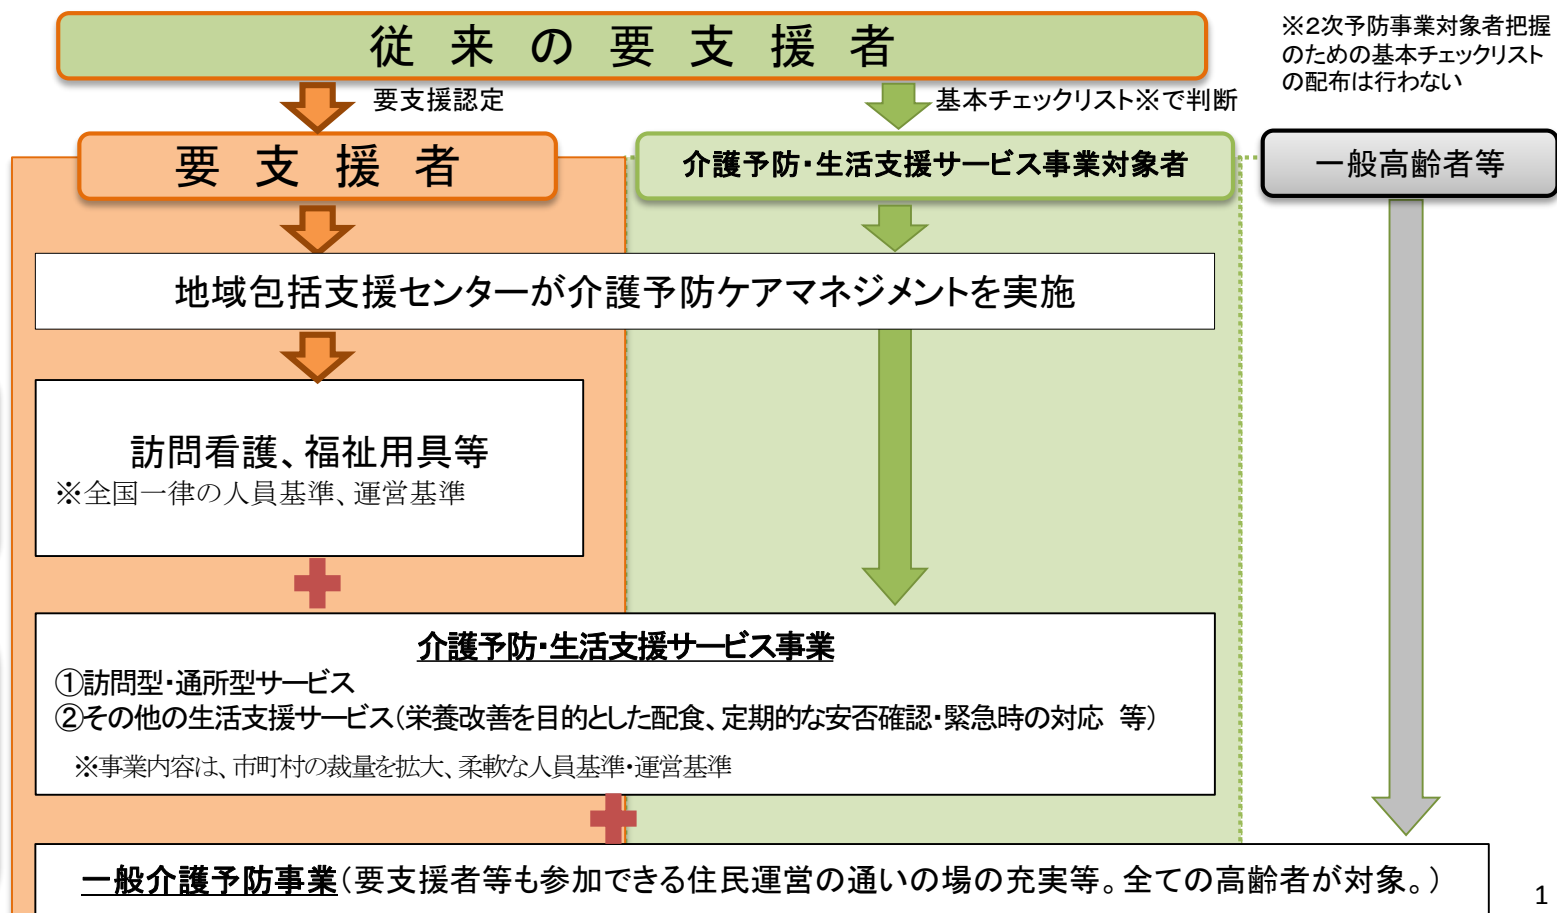 従来の要支援者
※2次予防事業対象者把握
のための基本チェックリスト
の配布は行わない
要支援認定
基本チェックリスト※で判断
要支援者
介護予防・生活支援サービス事業対象者
一般高齢者等
地域包括支援センターが介護予防ケアマネジメントを実施
訪問看護、福祉用具等
※全国一律の人員基準、運営基準
介護予防・生活支援サービス事業
①訪問型・通所型サービス
②その他の生活支援サービス(栄養改善を目的とした配食、定期的な安否確認・緊急時の対応 等)
※事業内容は、市町村の裁量を拡大、柔軟な人員基準・運営基準
一般介護予防事業(要支援者等も参加できる住民運営の通いの場の充実等。全ての高齢者が対象。)
1